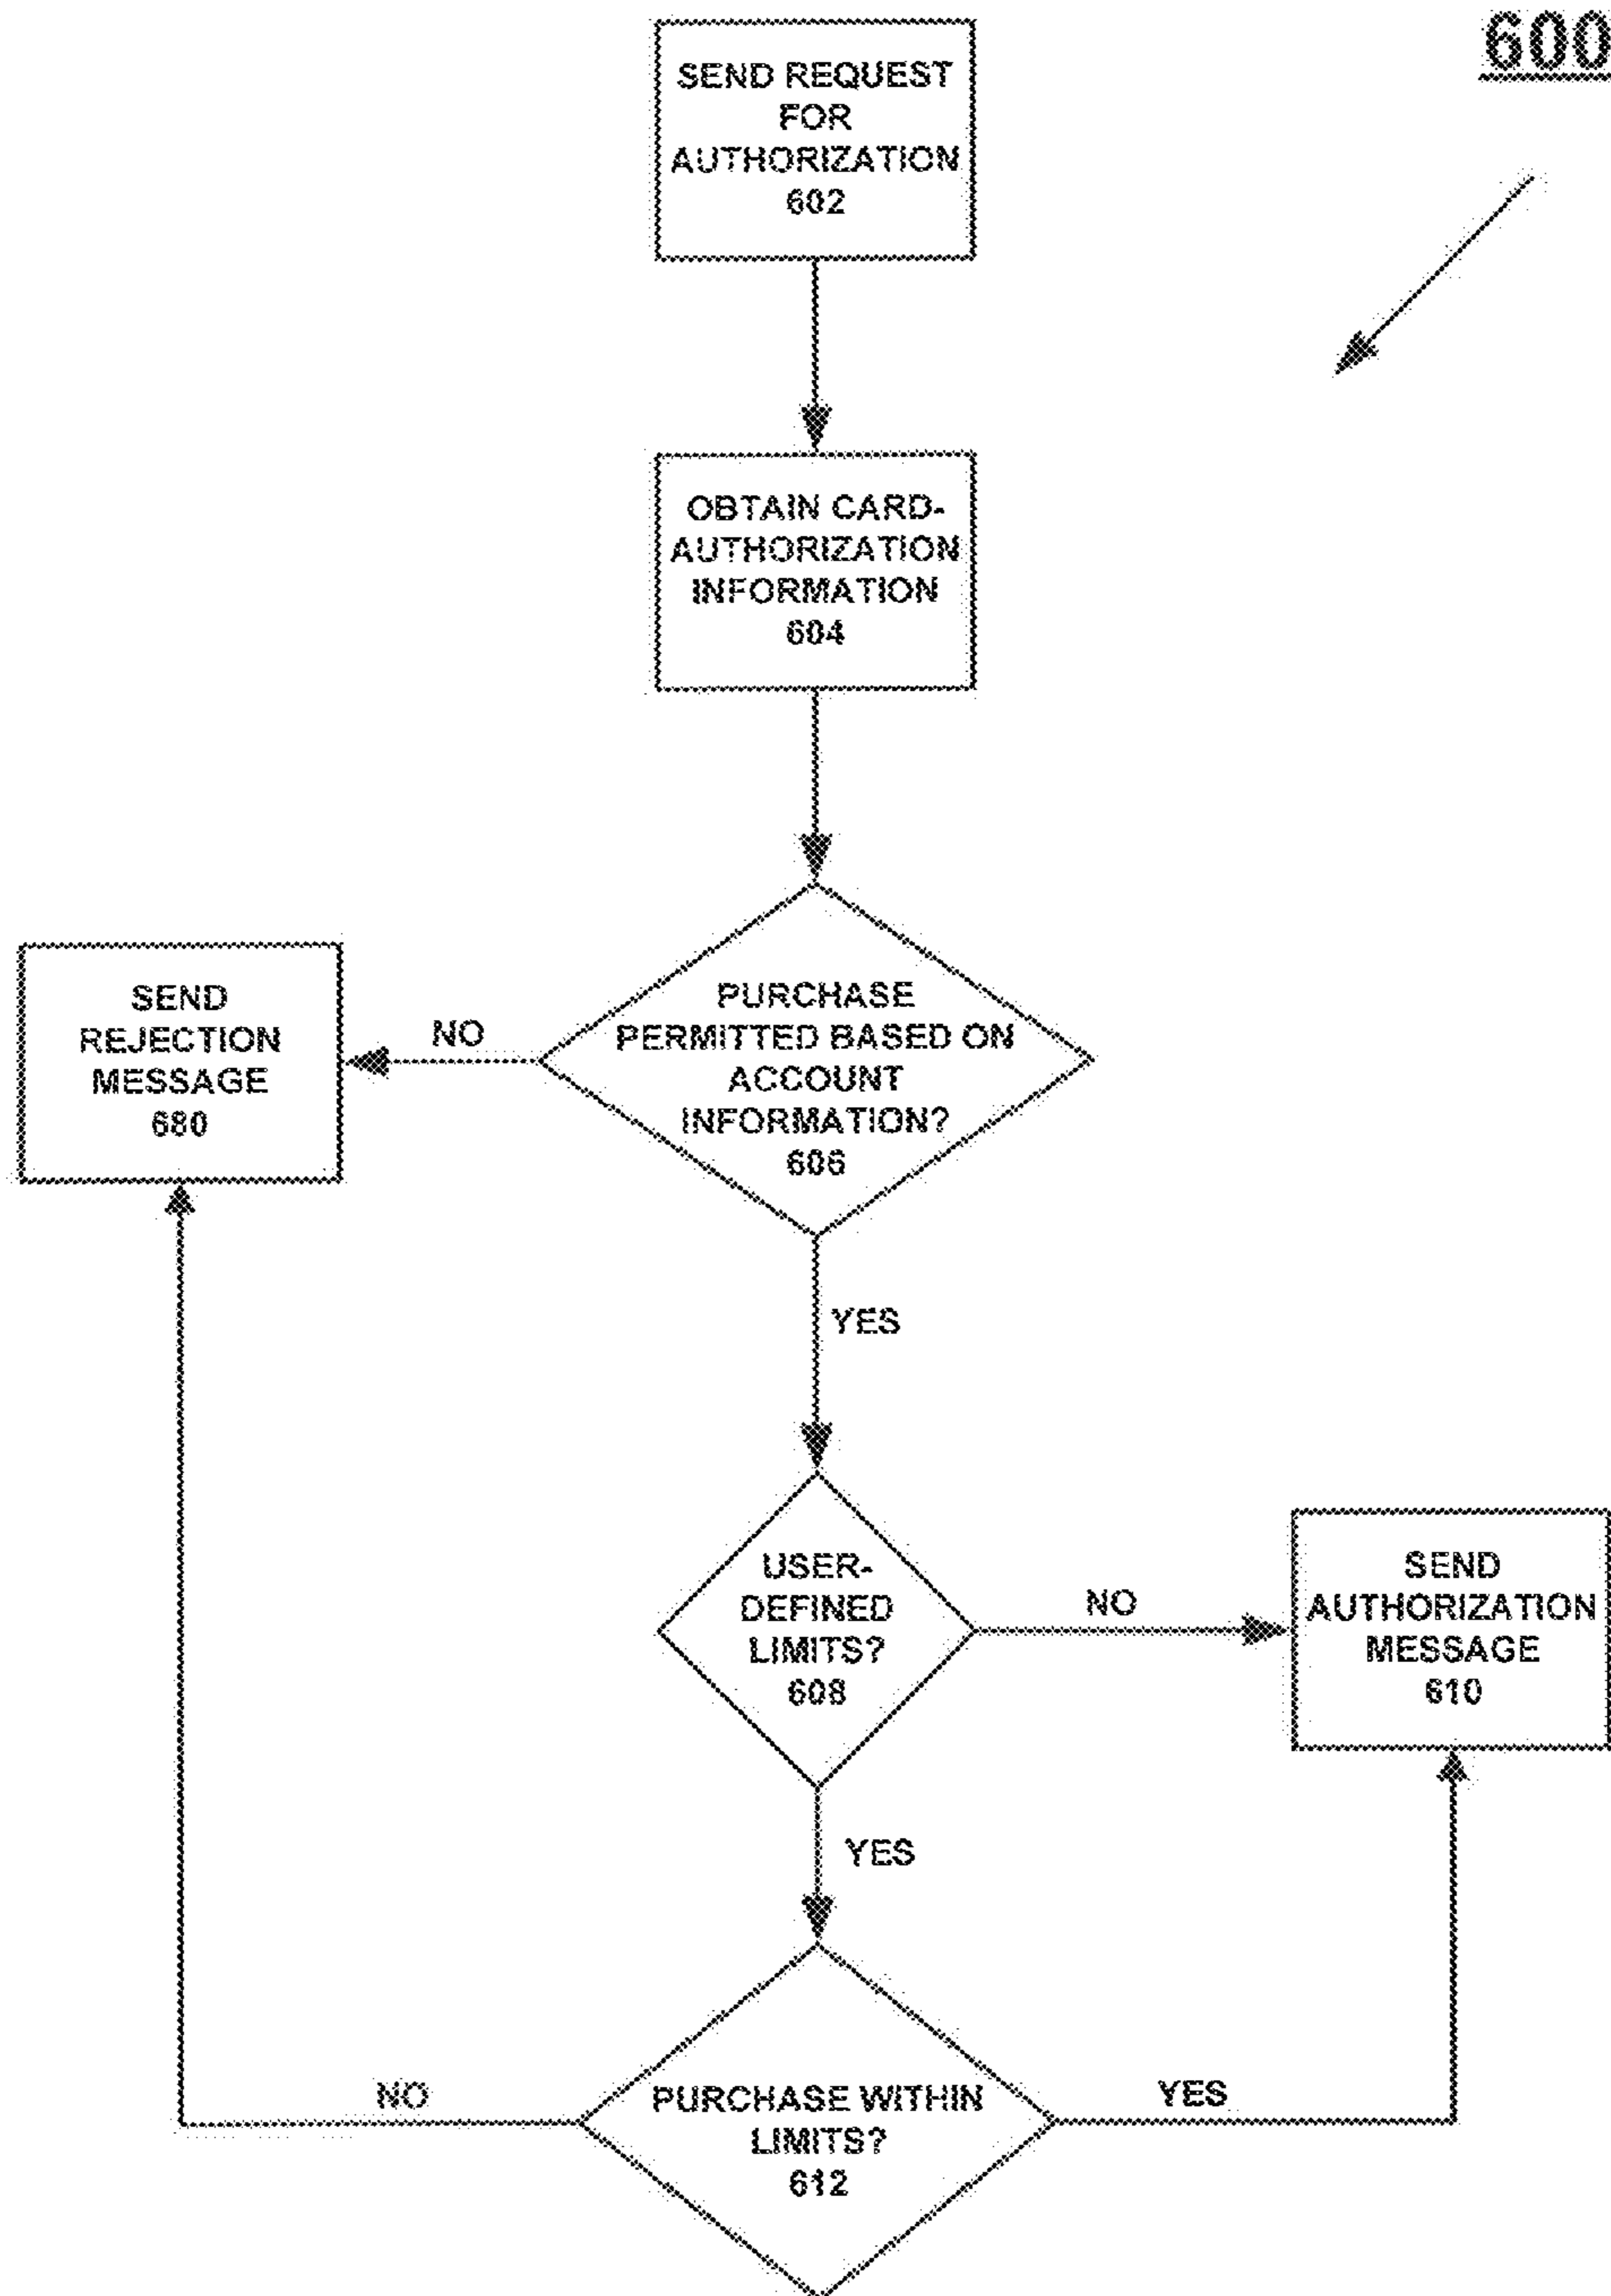 600
SEND REQUEST
FOR
AUTHORIZATION
602
OBTAIN CARD-
AUTHORIZATION
INFORMATION
604
PURCHASE
PERMITTED BASED ON
ACCOUNT
INFORMATION?
606
NO
SEND
REJECTION
MESSAGE
680
YES
USER-
DEFINED
LIMITS?
608
NO
SEND
AUTHORIZATION
MESSAGE
610
YES
PURCHASE WITHIN
LIMITS?
612
NO
YES